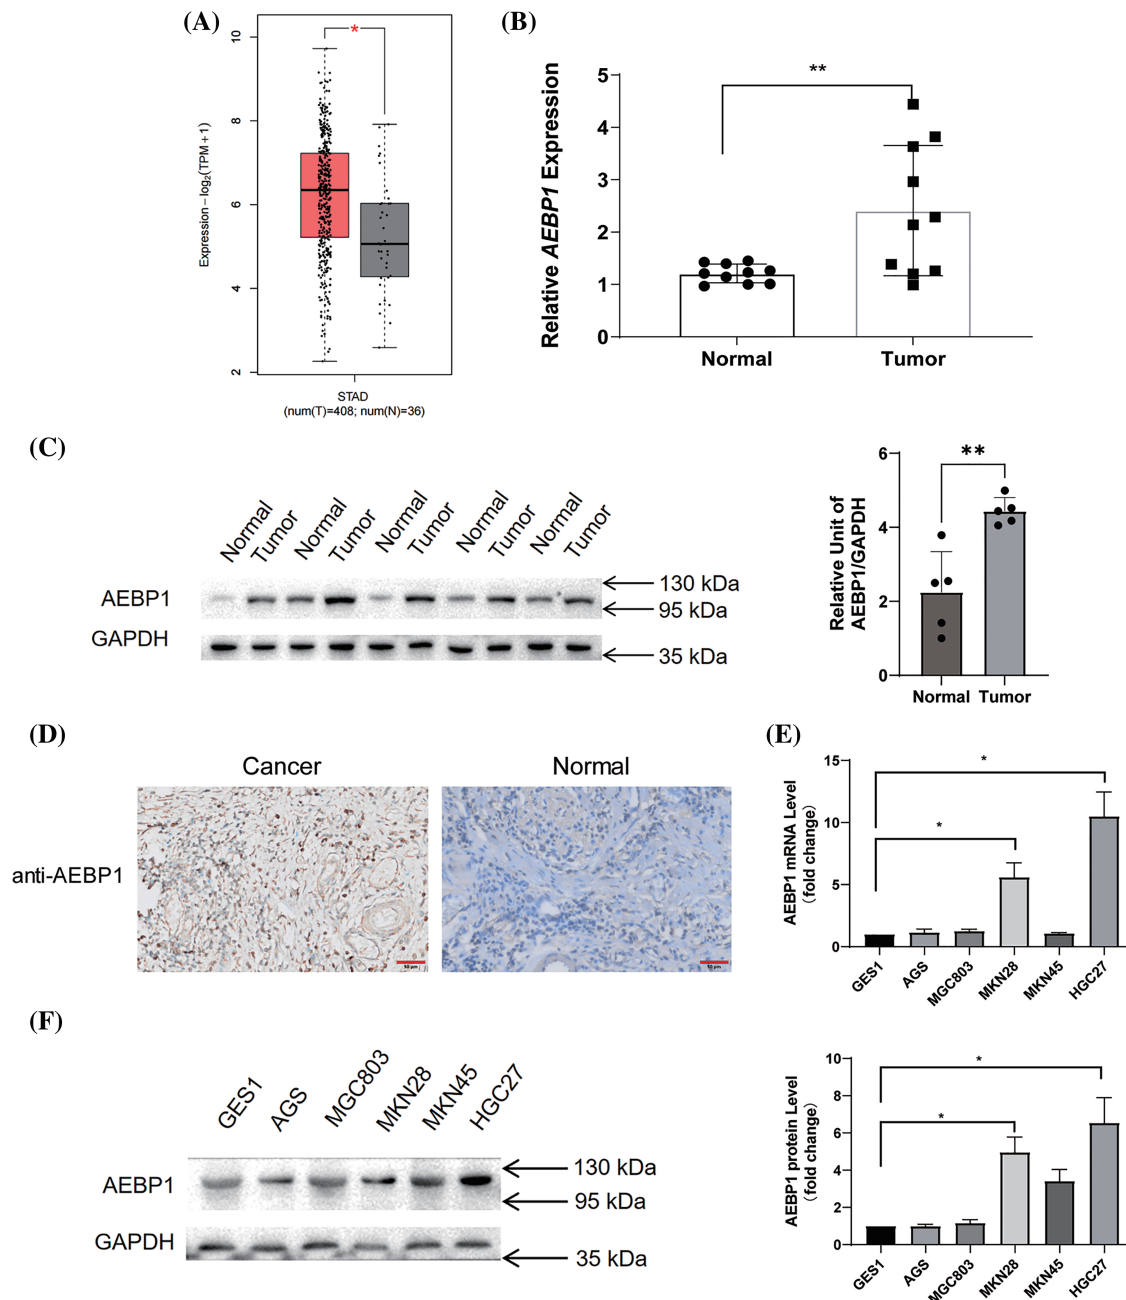 (A)
10
8
6
4
2
Expression – log2(TPM + 1)
*
STAD
(num(T)=408; num(N)=36)
(B)
Relative AEBP1 Expression
5
4
3
2
1
0
**
Normal
Tumor
(C)
Normal
Tumor
Normal
Tumor
Normal
Tumor
Normal
Tumor
Normal
Tumor
AEBP1
GAPDH
130 kDa
95 kDa
35 kDa
Relative Unit of
AEBP1/GAPDH
6
4
2
0
**
Normal
Tumor
(D)
Cancer
Normal
anti-AEBP1
50 μm
50 μm
(E)
AEBP1 mRNA Level
(fold change)
15
10
5
0
*
*
GES1
AGS
MGC803
MKN28
MKN45
HGC27
(F)
GES1
AGS
MGC803
MKN28
MKN45
HGC27
AEBP1
GAPDH
130 kDa
95 kDa
35 kDa
AEBP1 protein Level
(fold change)
10
8
6
4
2
0
*
*
GES1
AGS
MGC803
MKN28
MKN45
HGC27